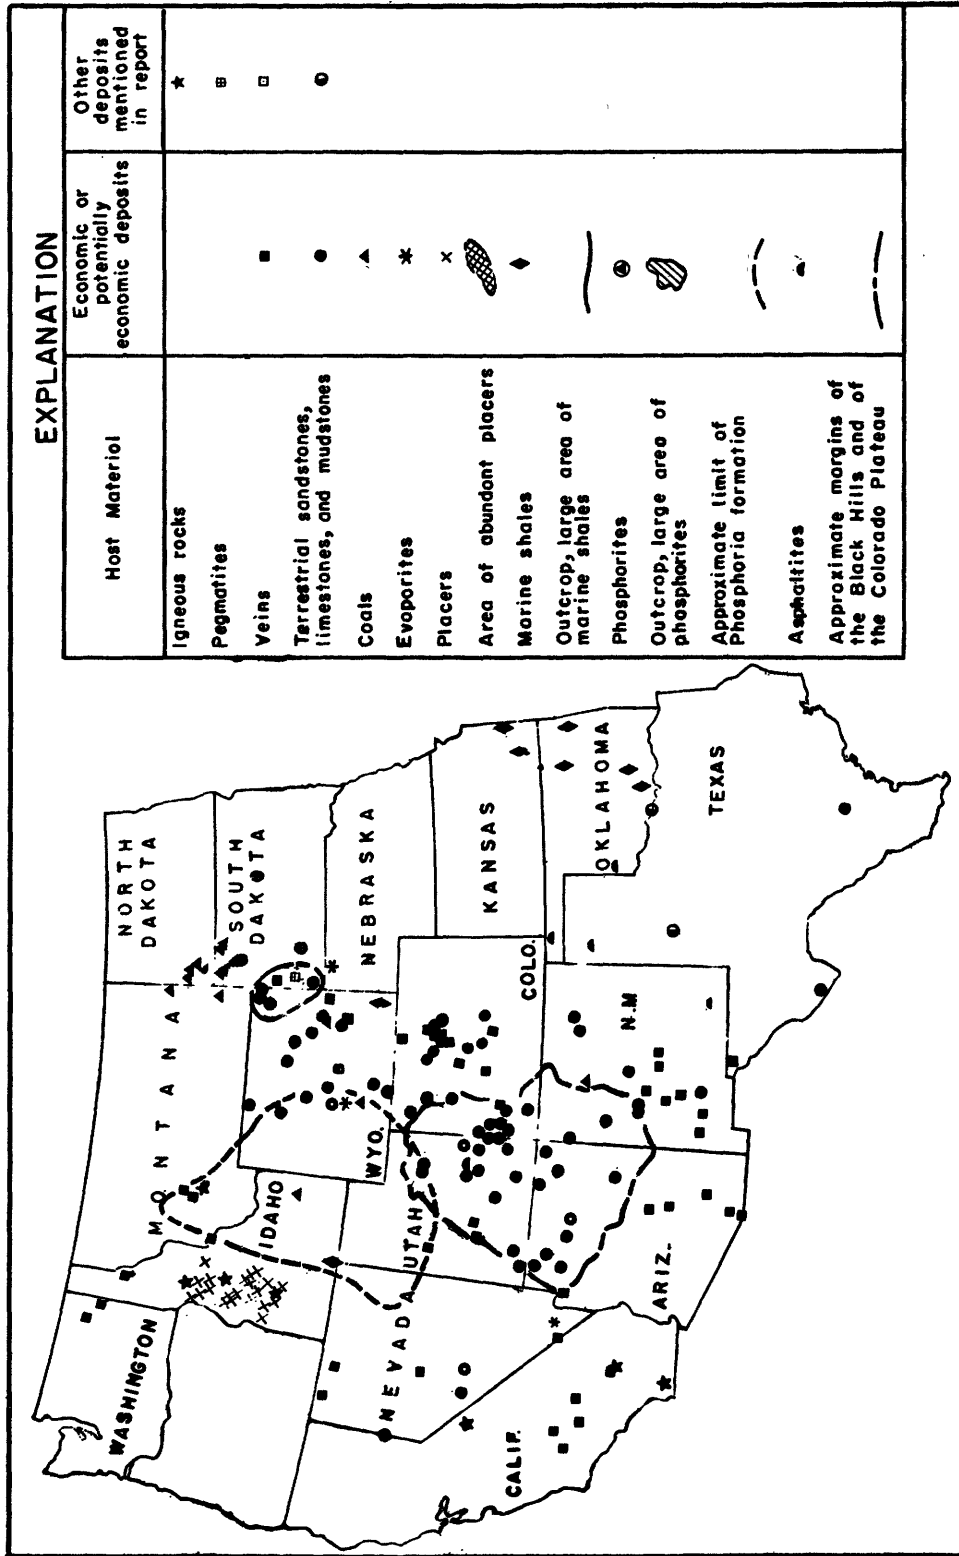 EXPLANATION
Host Material
Economic or
potentially
economic deposits
Other
deposits
mentioned
in report
Igneous rocks
Pegmatites
Veins
Terrestrial sandstones,
limestones, and mudstones
Coals
Evaporites
Placers
Area of abundant placers
Marine shales
Outcrop, large area of
marine shales
Phosphorites
Outcrop, large area of
phosphorites
Approximate limit of
Phosphoria formation
Asphaltites
Approximate margins of
the Black Hills and of
the Colorado Plateau
WASHINGTON
MONTANA
NORTH
DAKOTA
SOUTH
DAKOTA
IDAHO
WYO.
NEBRASKA
NEVADA
UTAH
COLO.
KANSAS
CALIF.
ARIZ.
N.M
OKLAHOMA
TEXAS